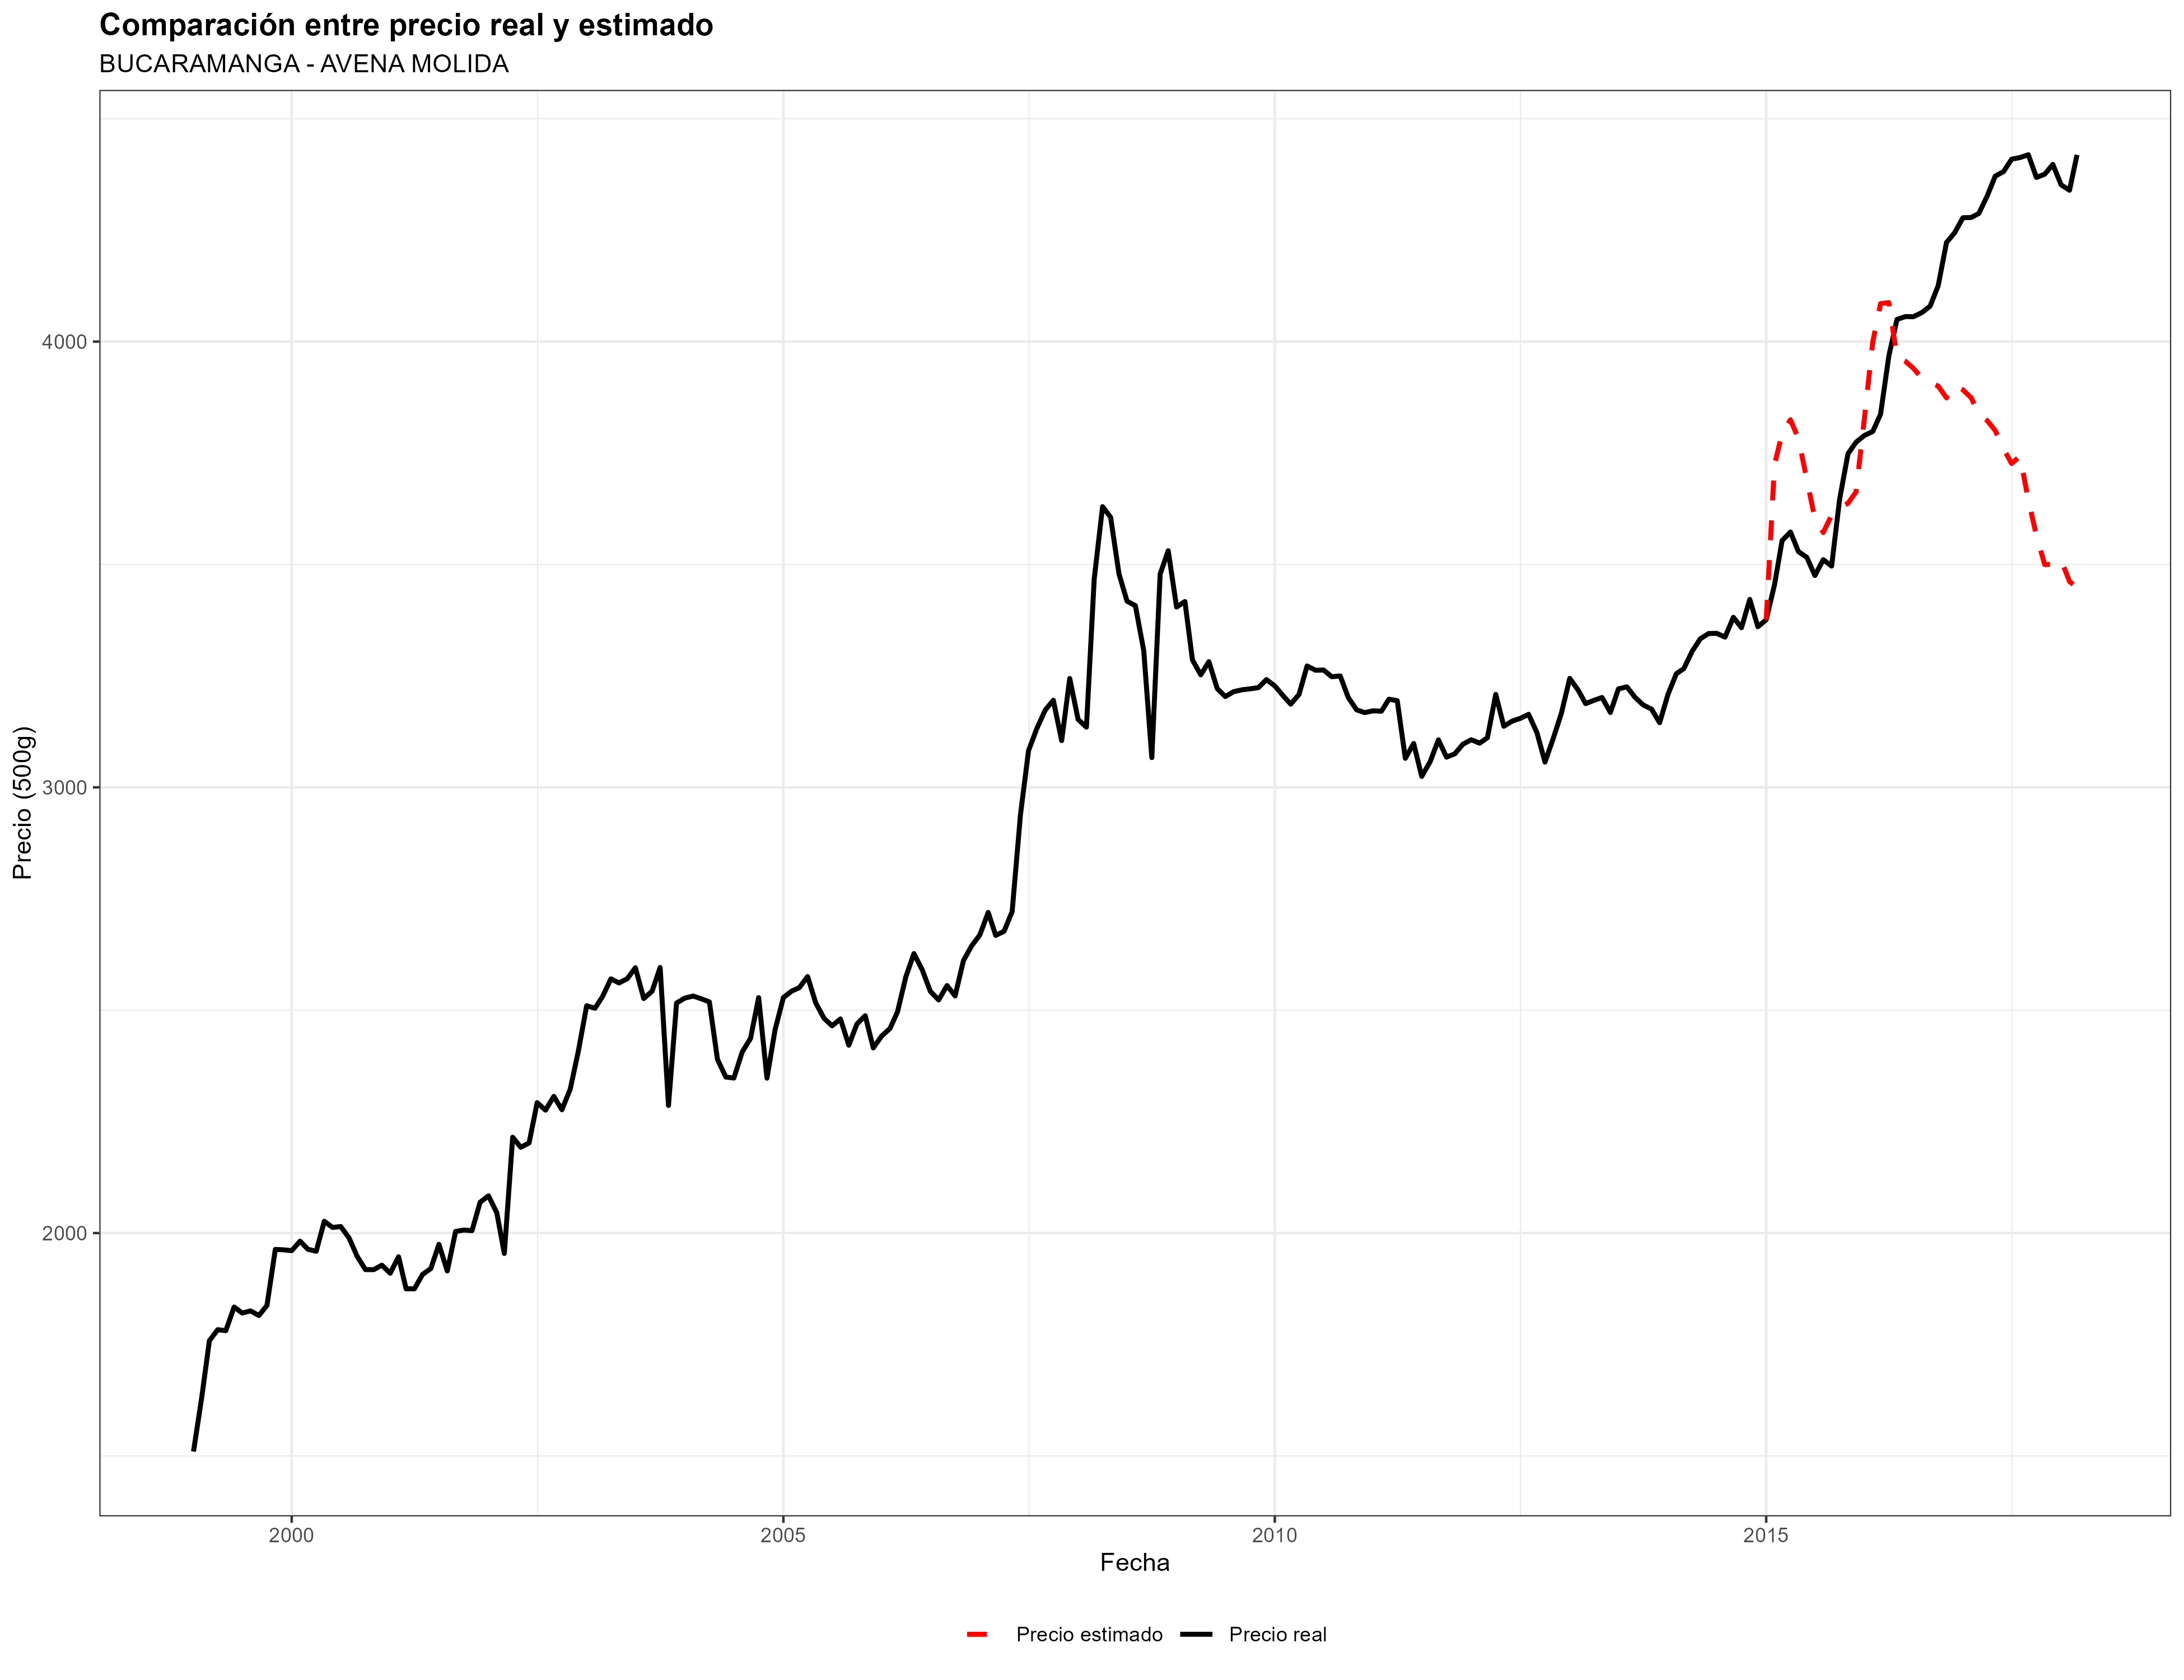 Comparación entre precio real y estimado
BUCARAMANGA - AVENA MOLIDA
Precio (500g)
4000
3000
2000
2000
2005
2010
2015
Fecha
Precio estimado
Precio real